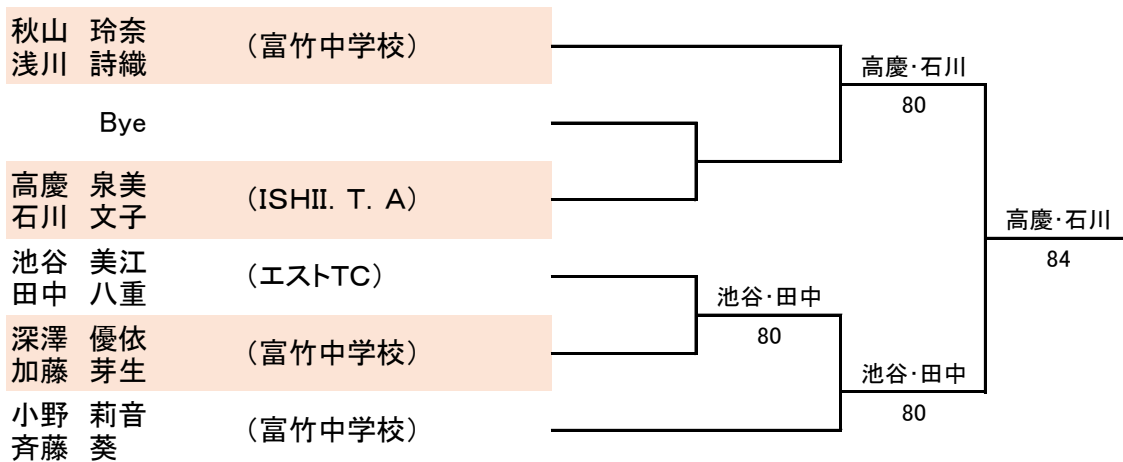 秋山 玲奈
浅川 詩織
（富竹中学校）
Bye
高慶 泉美
石川 文子
（ISHII．T．A）
池谷 美江
田中 八重
（エストTC）
深澤 優依
加藤 芽生
（富竹中学校）
小野 莉音
斉藤 葵
（富竹中学校）
池谷・田中
80
高慶・石川
80
池谷・田中
80
高慶・石川
84